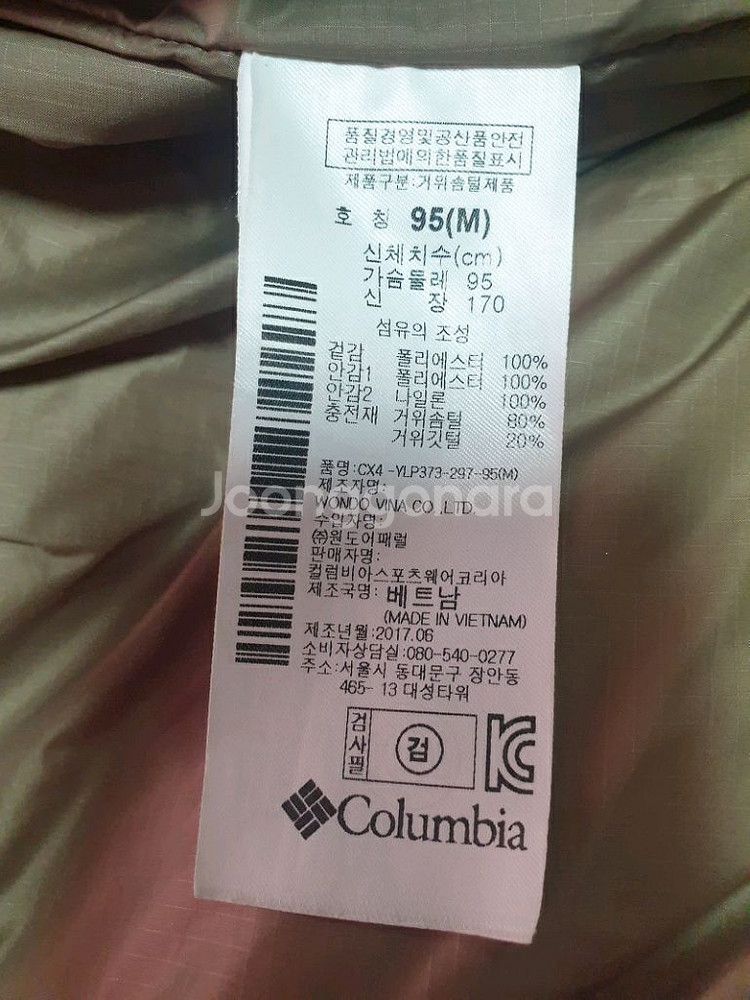 품질경영및공산품안전
관리법에의한품질표시
제품구분:거위솜털제품
호 칭 95(M)
신체치수(cm)
가슴둘레 95
신 장 170
섬유의 조성
겉감 폴리에스터 100%
안감1 폴리에스터 100%
안감2 나일론 100%
충전재 거위솜털 80%
거위깃털 20%
품명:CX4-YLP373-297-95(M)
제조자명:
WONDO VINA CO.,LTD.
수입자명:
㈜원도어패럴
판매자명:
컬럼비아스포츠웨어코리아
제조국명: 베트남
(MADE IN VIETNAM)
제조년월:2017.06
소비자상담실:080-540-0277
주소:서울시 동대문구 장안동
465-13 대성타워
검사필
검
KC
Columbia
Joonggonara